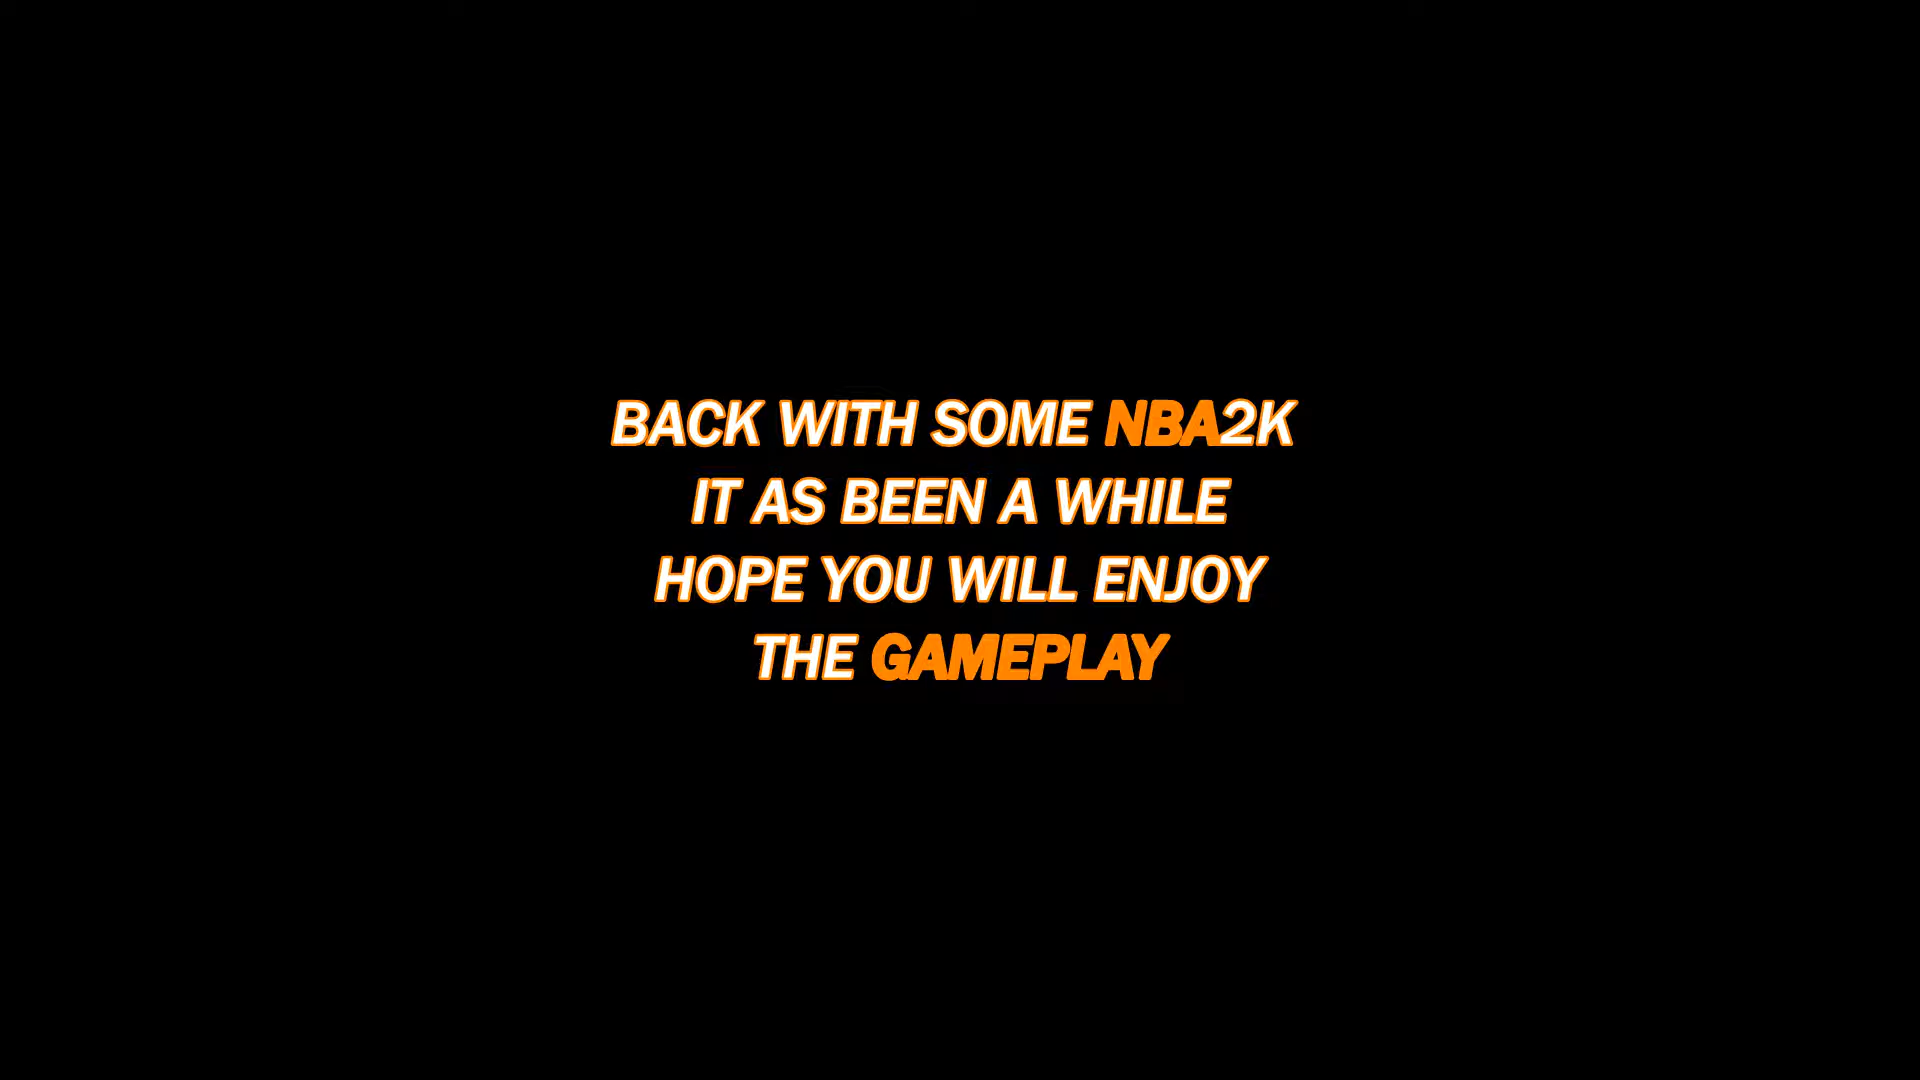 BACK WITH SOME NBA2K
IT AS BEEN A WHILE
HOPE YOU WILL ENJOY
THE GAMEPLAY